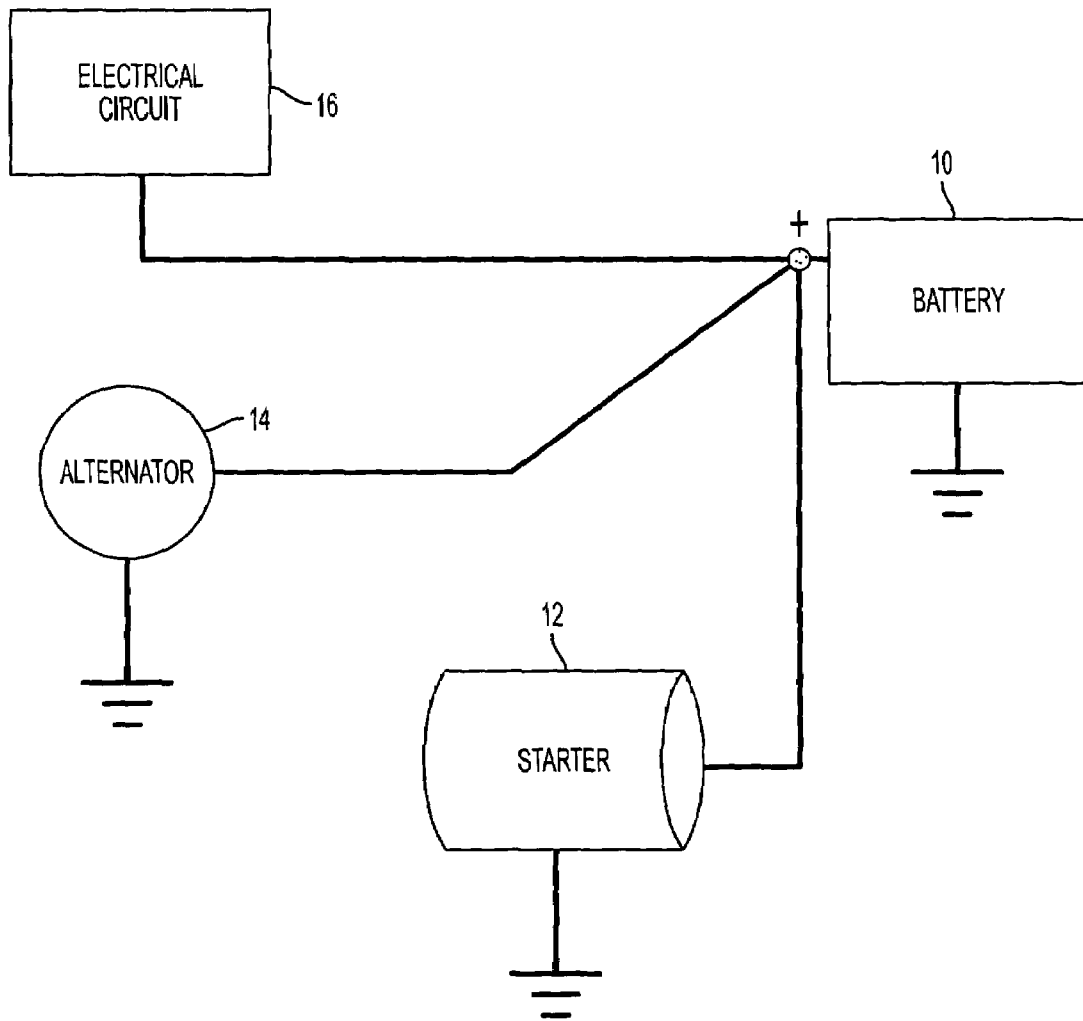 ELECTRICAL
CIRCUIT
16
10
+
BATTERY
14
ALTERNATOR
12
STARTER